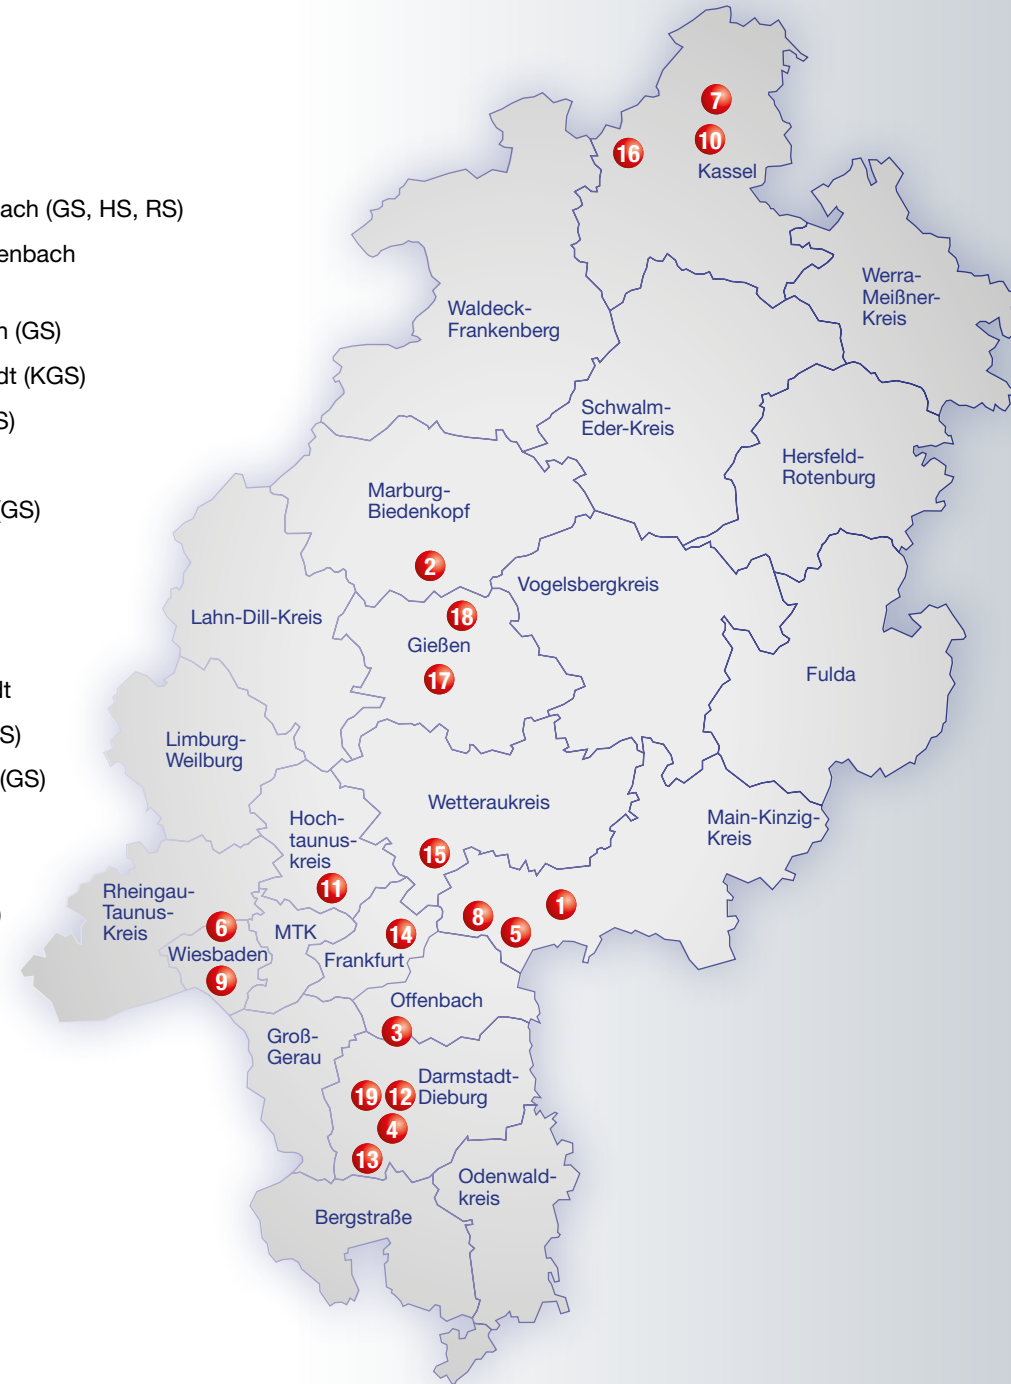 7
10
16
Kassel
ach (GS, HS, RS)
enbach
Werra-
Meißner-
Kreis
Waldeck-
Frankenberg
(GS)
dt (KGS)
Schwalm-
Eder-Kreis
S)
Hersfeld-
Rotenburg
Marburg-
Biedenkopf
(GS)
2
Vogelsbergkreis
18
Lahn-Dill-Kreis
Gießen
17
Fulda
lt
S)
Limburg-
Weilburg
(GS)
Wetteraukreis
Main-Kinzig-
Kreis
Hoch-
taunus-
kreis
15
11
Rheingau-
Taunus-
Kreis
)
1
8
5
6
MTK
14
Wiesbaden
Frankfurt
9
Offenbach
3
Groß-
Gerau
Darmstadt-
Dieburg
19
12
4
13
Odenwald-
kreis
Bergstraße